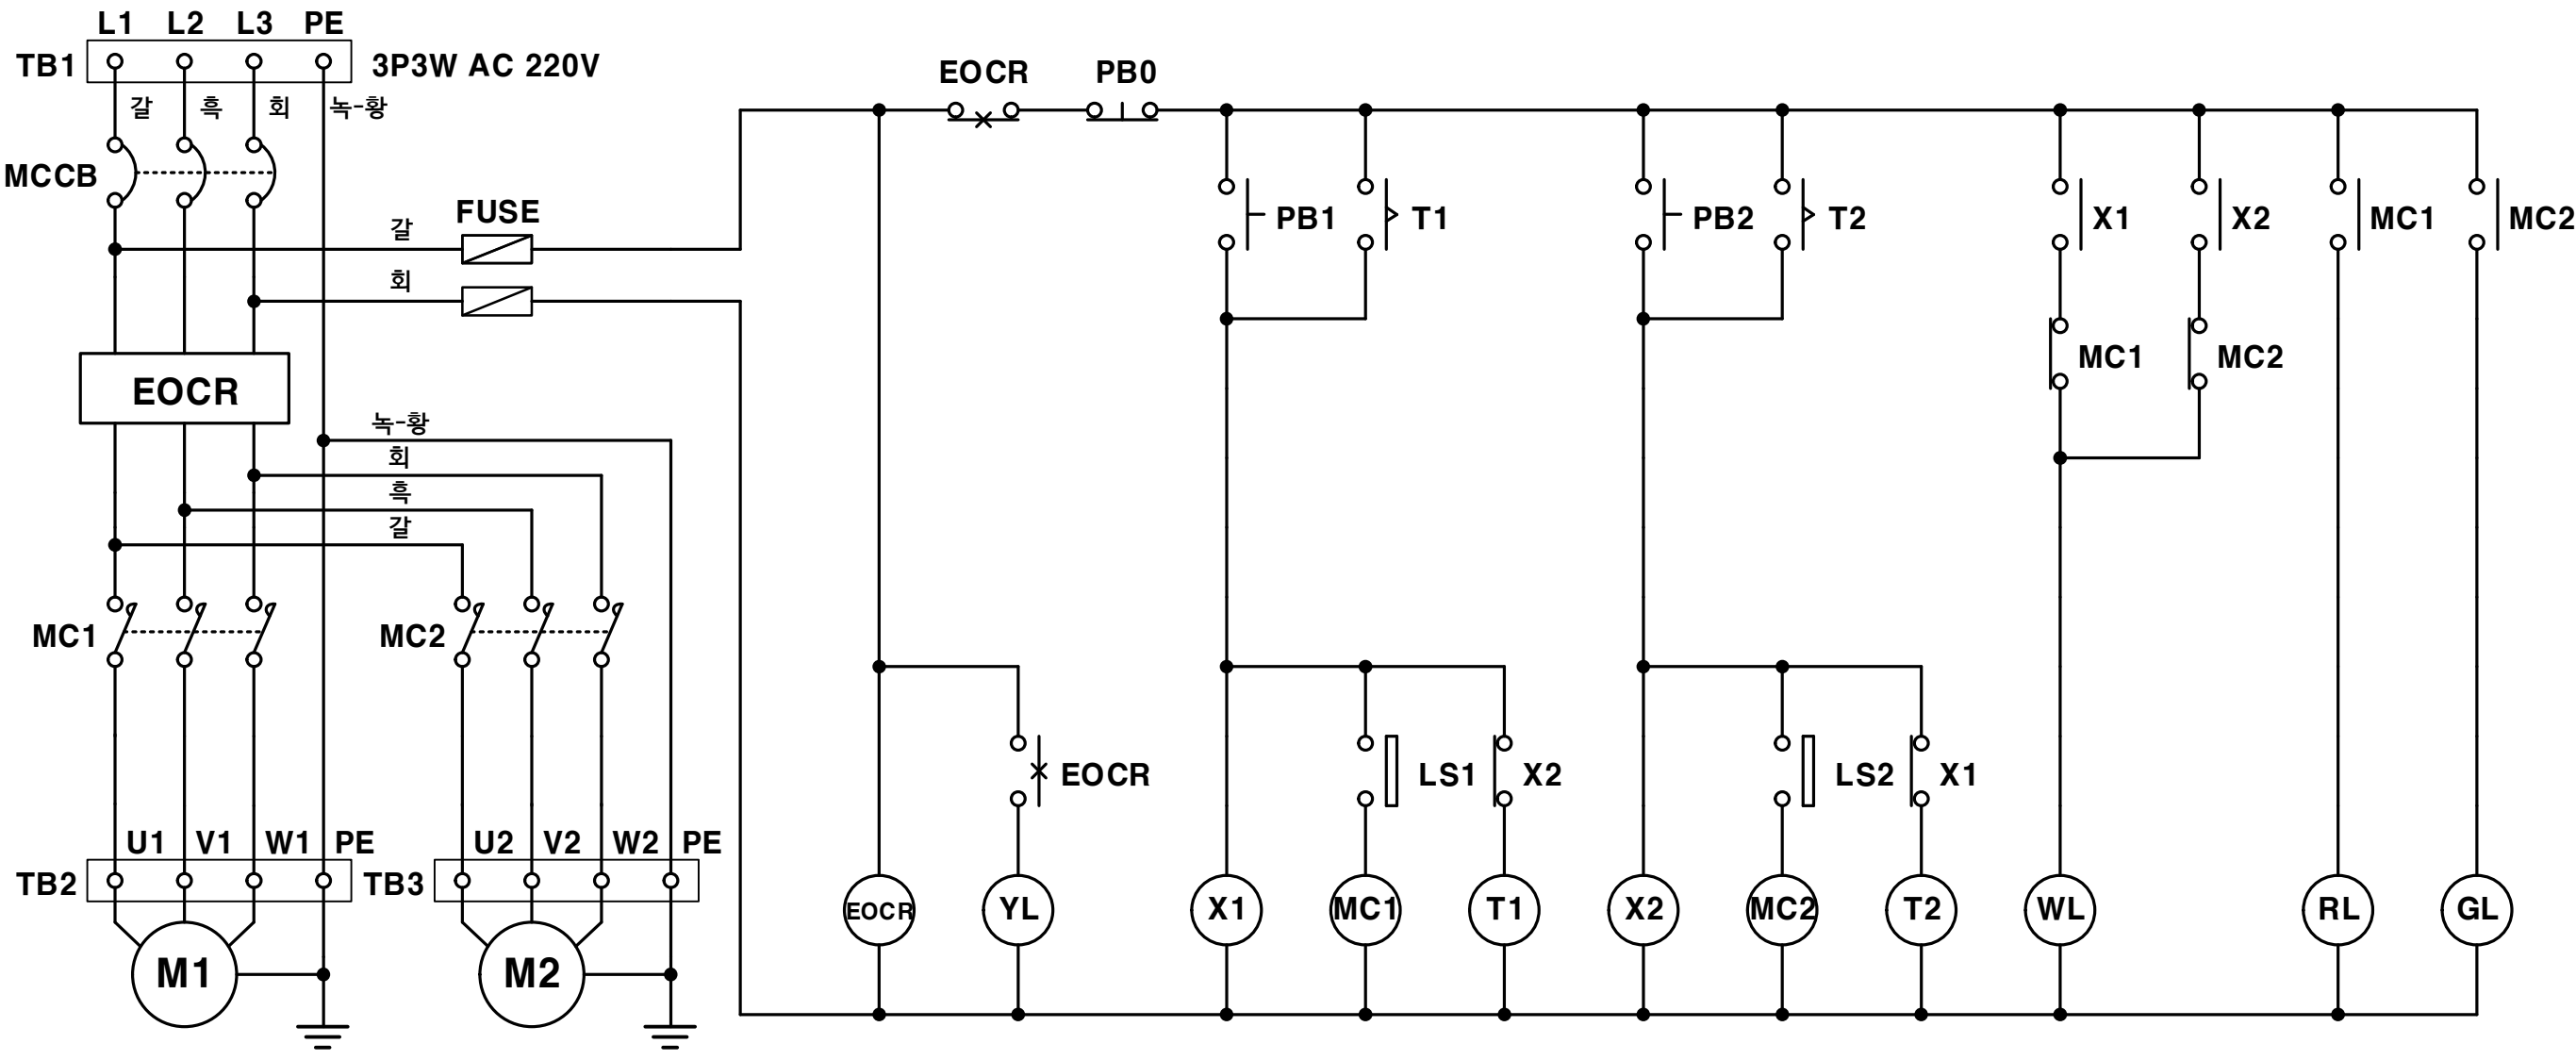 L1 L2 L3 PE
TB1 3P3W AC 220V
갈 흑 회 녹-황
EOCR PB0
MCCB
FUSE
갈
회
PB1 T1 PB2 T2 X1 X2 MC1 MC2
MC1 MC2
EOCR
녹-황
회
흑
갈
MC1 MC2
EOCR LS1 X2 LS2 X1
U1 V1 W1 PE U2 V2 W2 PE
TB2 TB3
EOCR YL X1 MC1 T1 X2 MC2 T2 WL RL GL
M1 M2